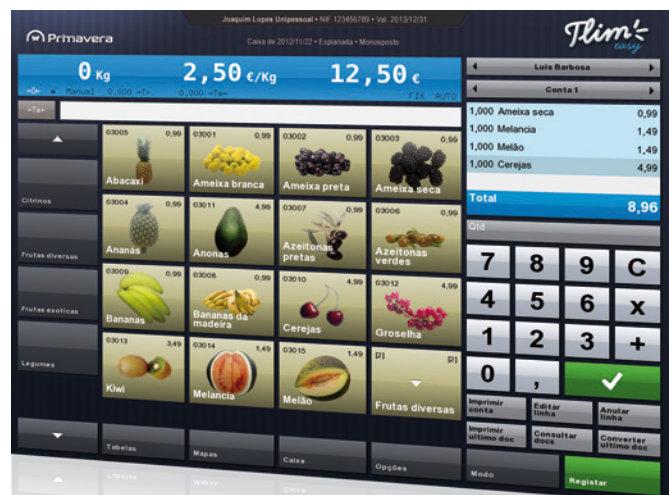 Joaquim Lopes Unipessoal • NIF 123456789 • Val. 2013/12/31
Primavera
Caixa de 2012/11/22 • Esplanada • Monosposto
Tlim's easy
0 Kg 2,50 €/Kg 12,50 €
→0← Manual 0,000 →T← 0,000 →Ta← FIX AUTO
→Ta←
Luis Barbosa
Conta 1
1,000 Ameixa seca 0,99
1,000 Melancia 1,49
1,000 Melão 1,49
1,000 Cerejas 4,99
Total 8,96
Qtd
Citrinos
Frutas diversas
Frutas exoticas
Legumes
03005 0,99
Abacaxi
03001 0,99
Ameixa branca
03002 0,99
Ameixa preta
03003 0,99
Ameixa seca
03004 0,99
Ananás
03011 4,99
Anonas
03007 0,99
Azeitonas pretas
03006 0,99
Azeitonas verdes
03009 0,99
Bananas
03008 0,99
Bananas da madeira
03010 4,99
Cerejas
03012 4,99
Groselha
03013 3,49
Kiwi
03014 1,49
Melancia
03015 1,49
Melão
[2] [2]
Frutas diversas
7 8 9 C
4 5 6 x
1 2 3 +
0 ,
Imprimir conta
Editar linha
Anular linha
Imprimir ultimo doc
Consultar docs
Converter ultimo doc
Tabelas
Mapas
Caixa
Opções
Modo
Registar